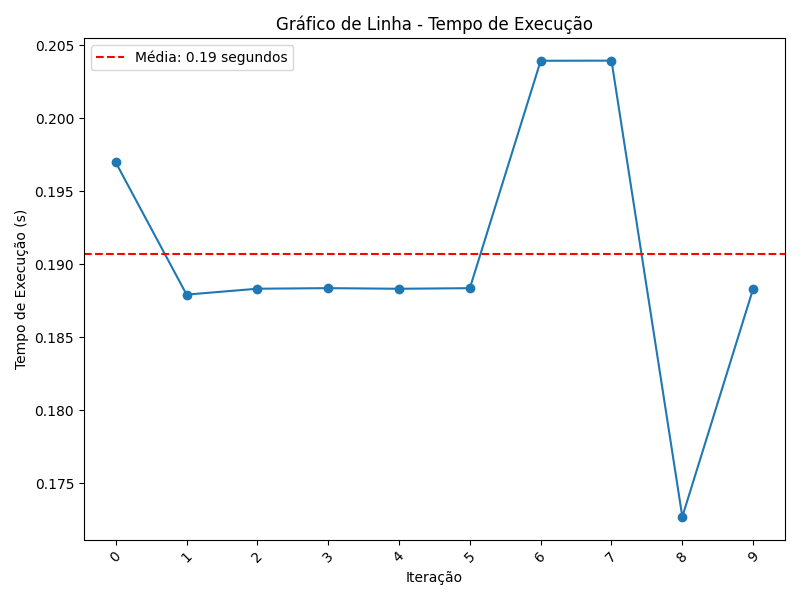 Gráfico de Linha - Tempo de Execução
Média: 0.19 segundos
0.205
0.200
0.195
0.190
0.185
0.180
0.175
Tempo de Execução (s)
0 1 2 3 4 5 6 7 8 9
Iteração